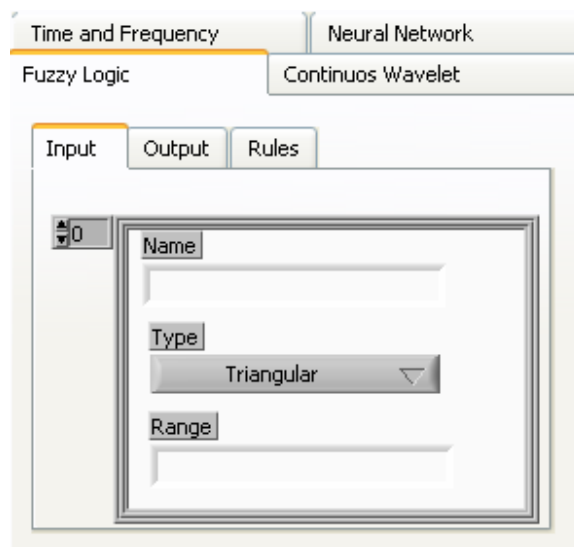 Time and Frequency Neural Network
Fuzzy Logic Continuos Wavelet
Input Output Rules
0
Name
Type
Triangular
Range